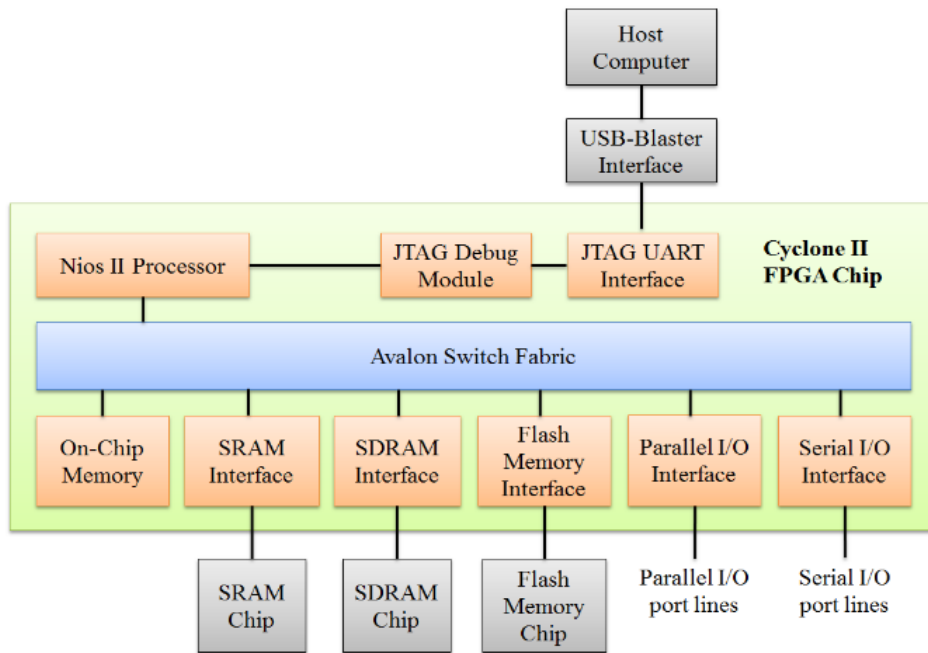 Host
Computer
USB-Blaster
Interface
Cyclone II
FPGA Chip
Nios II Processor
JTAG Debug
Module
JTAG UART
Interface
Avalon Switch Fabric
On-Chip
Memory
SRAM
Interface
SDRAM
Interface
Flash
Memory
Interface
Parallel I/O
Interface
Serial I/O
Interface
SRAM
Chip
SDRAM
Chip
Flash
Memory
Chip
Parallel I/O
port lines
Serial I/O
port lines